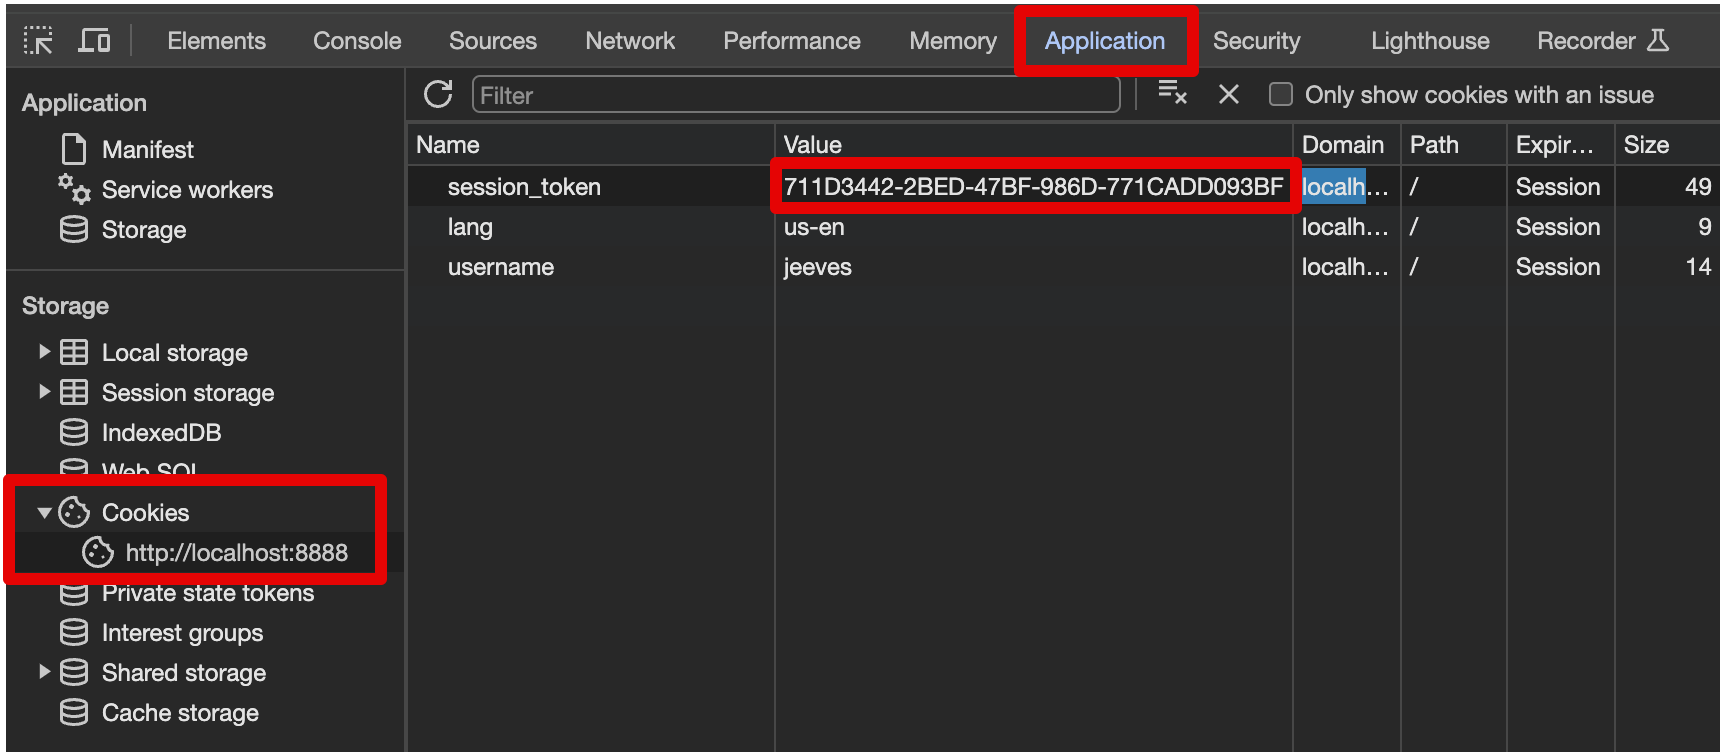 Elements Console Sources Network Performance Memory Application Security Lighthouse Recorder
Application
Manifest
Service workers
Storage
Storage
Local storage
Session storage
IndexedDB
Web SQL
Cookies
http://localhost:8888
Private state tokens
Interest groups
Shared storage
Cache storage
Filter Only show cookies with an issue
Name Value Domain Path Expir... Size
session_token 711D3442-2BED-47BF-986D-771CADD093BF localh... / Session 49
lang us-en localh... / Session 9
username jeeves localh... / Session 14